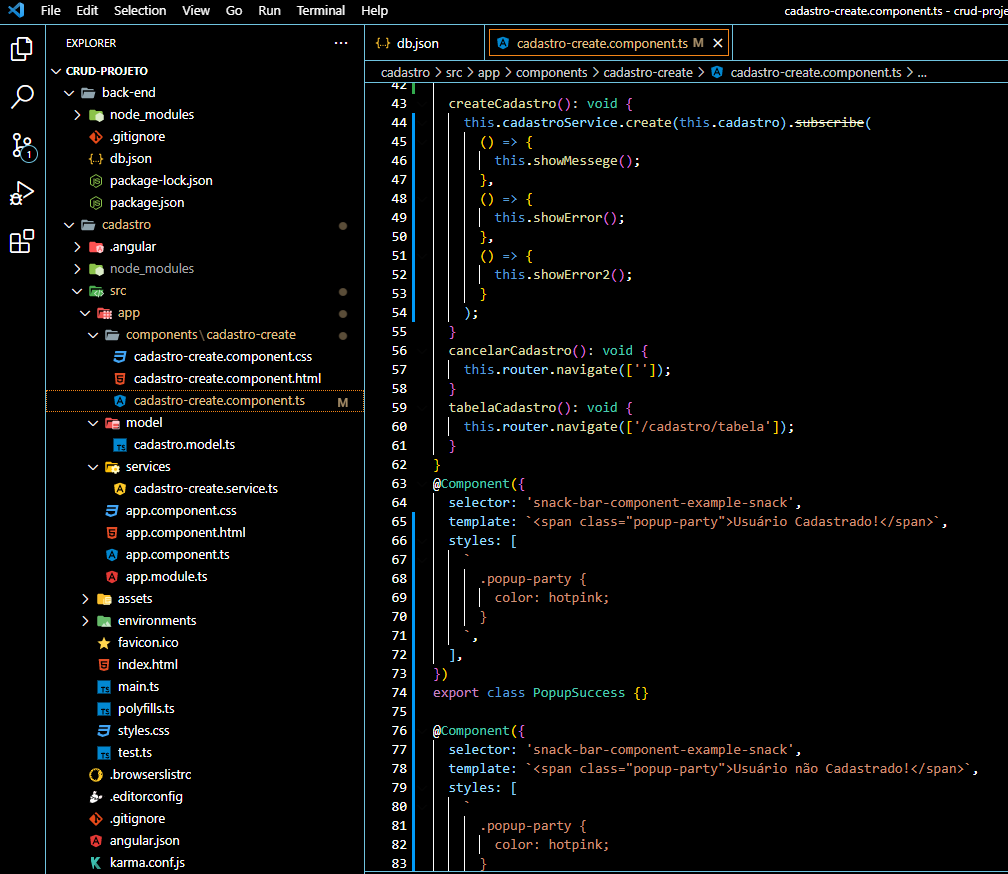 File Edit Selection View Go Run Terminal Help
cadastro-create.component.ts - crud-proje
EXPLORER
CRUD-PROJETO
back-end
node_modules
.gitignore
db.json
package-lock.json
package.json
cadastro
.angular
node_modules
src
app
components\cadastro-create
cadastro-create.component.css
cadastro-create.component.html
cadastro-create.component.ts M
model
cadastro.model.ts
services
cadastro-create.service.ts
app.component.css
app.component.html
app.component.ts
app.module.ts
assets
environments
favicon.ico
index.html
main.ts
polyfills.ts
styles.css
test.ts
.browserslistrc
.editorconfig
.gitignore
angular.json
karma.conf.js
1
db.json
cadastro-create.component.ts M
cadastro > src > app > components > cadastro-create > cadastro-create.component.ts > ...
42
43 createCadastro(): void {
44 this.cadastroService.create(this.cadastro).subscribe(
45 () => {
46 this.showMessege();
47 },
48 () => {
49 this.showError();
50 },
51 () => {
52 this.showError2();
53 }
54 );
55 }
56 cancelarCadastro(): void {
57 this.router.navigate(['']);
58 }
59 tabelaCadastro(): void {
60 this.router.navigate(['/cadastro/tabela']);
61 }
62 }
63 @Component({
64 selector: 'snack-bar-component-example-snack',
65 template: `<span class="popup-party">Usuário Cadastrado!</span>`,
66 styles: [
67 `
68 .popup-party {
69 color: hotpink;
70 }
71 `,
72 ],
73 })
74 export class PopupSuccess {}
75
76 @Component({
77 selector: 'snack-bar-component-example-snack',
78 template: `<span class="popup-party">Usuário não Cadastrado!</span>`,
79 styles: [
80 `
81 .popup-party {
82 color: hotpink;
83 }